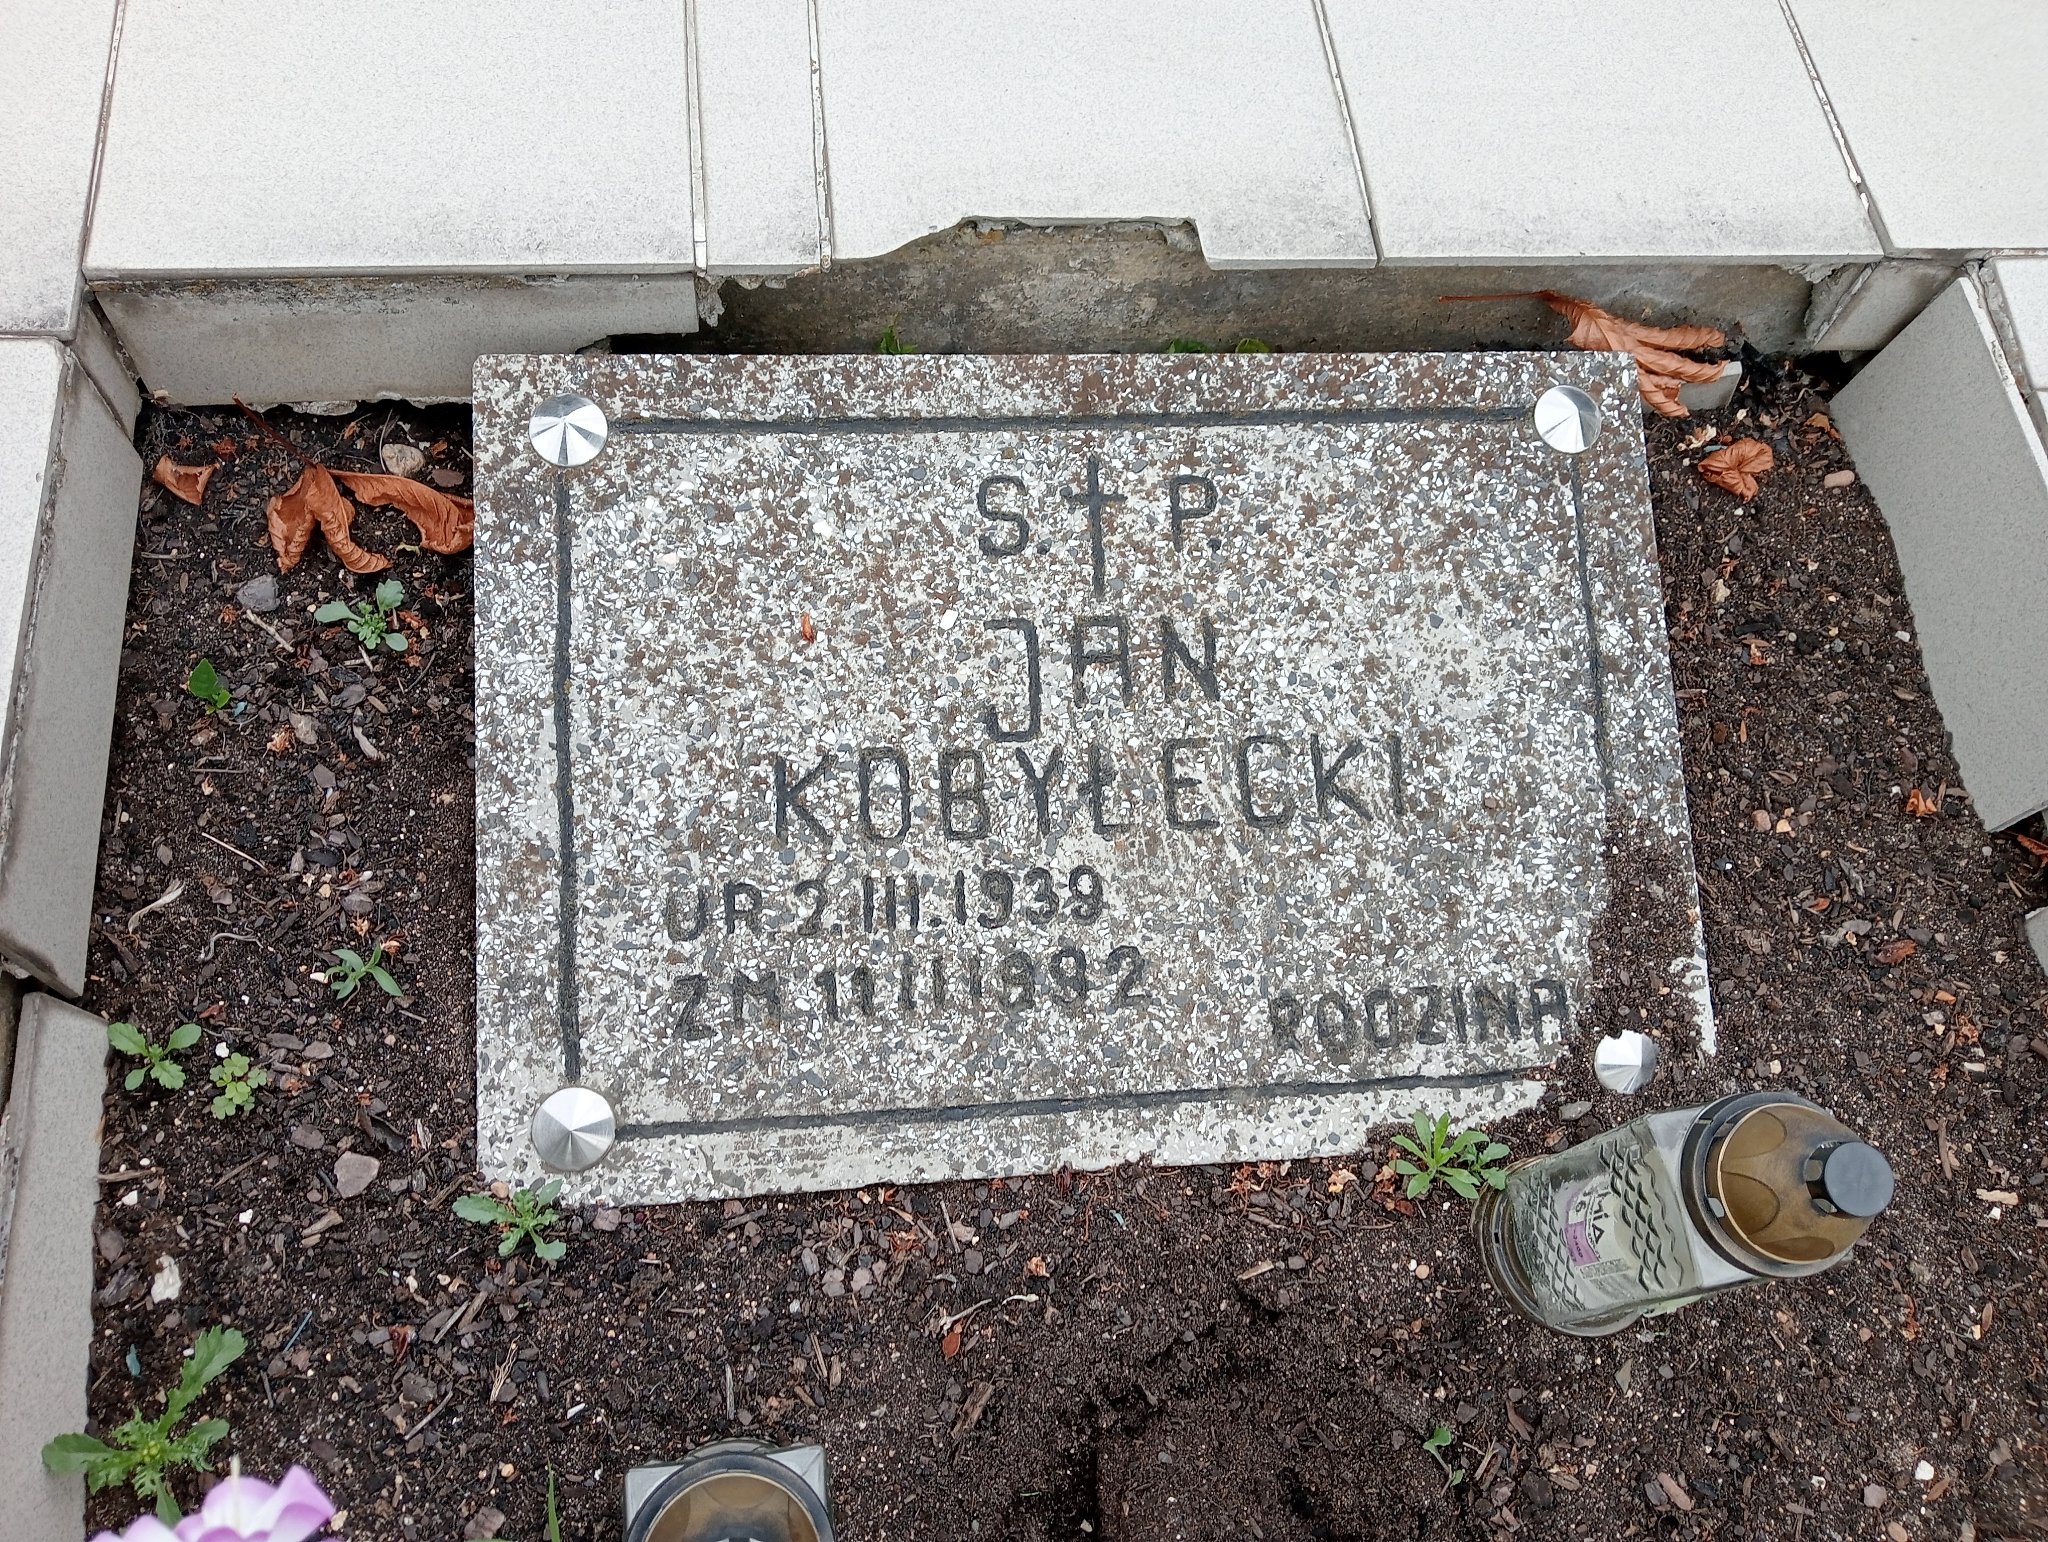 S. † P.
JAN
KOBYŁECKI
UR. 2.III.1939
ZM. 11 II 1992
RODZINA